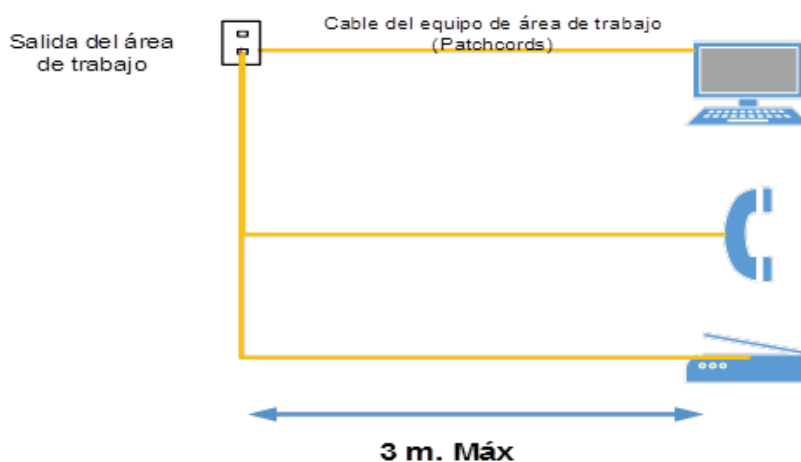 Salida del área
de trabajo
Cable del equipo de área de trabajo
(Patchcords)
3 m. Máx